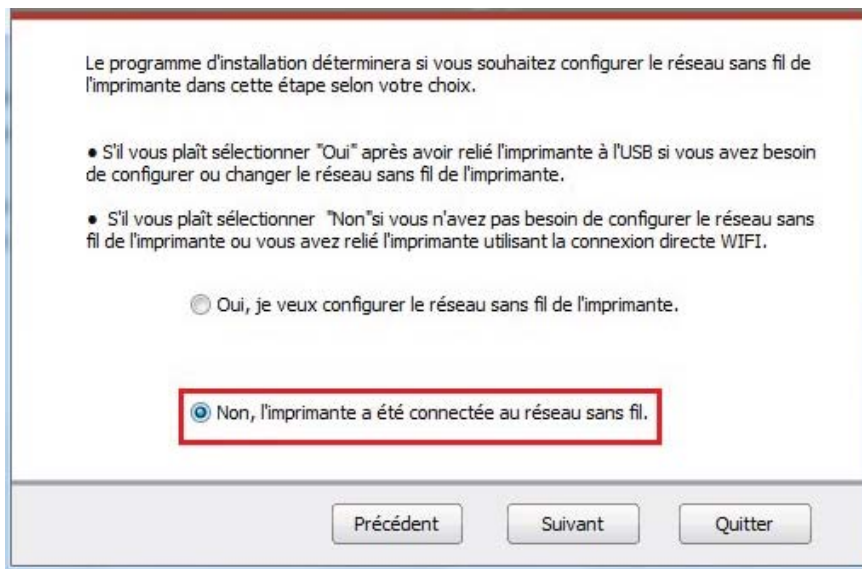 Le programme d'installation déterminera si vous souhaitez configurer le réseau sans fil de
l'imprimante dans cette étape selon votre choix.
● S'il vous plaît sélectionner "Oui" après avoir relié l'imprimante à l'USB si vous avez besoin
de configurer ou changer le réseau sans fil de l'imprimante.
● S'il vous plaît sélectionner "Non"si vous n'avez pas besoin de configurer le réseau sans
fil de l'imprimante ou vous avez relié l'imprimante utilisant la connexion directe WIFI.
Oui, je veux configurer le réseau sans fil de l'imprimante.
Non, l'imprimante a été connectée au réseau sans fil.
Précédent Suivant Quitter